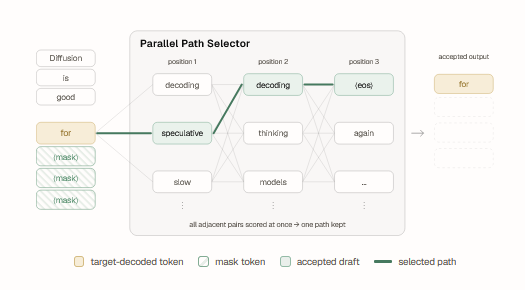 Parallel Path Selector
Diffusion
is
good
for
⟨mask⟩
⟨mask⟩
⟨mask⟩
position 1
position 2
position 3
decoding
decoding
⟨eos⟩
speculative
thinking
again
slow
models
...
⋮
⋮
⋮
all adjacent pairs scored at once → one path kept
accepted output
for
target-decoded token
mask token
accepted draft
selected path